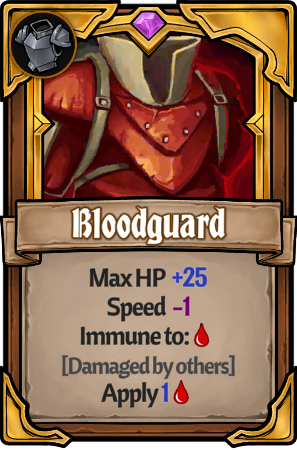 Bloodguard
Max HP +25
Speed -1
Immune to:
[Damaged by others]
Apply 1